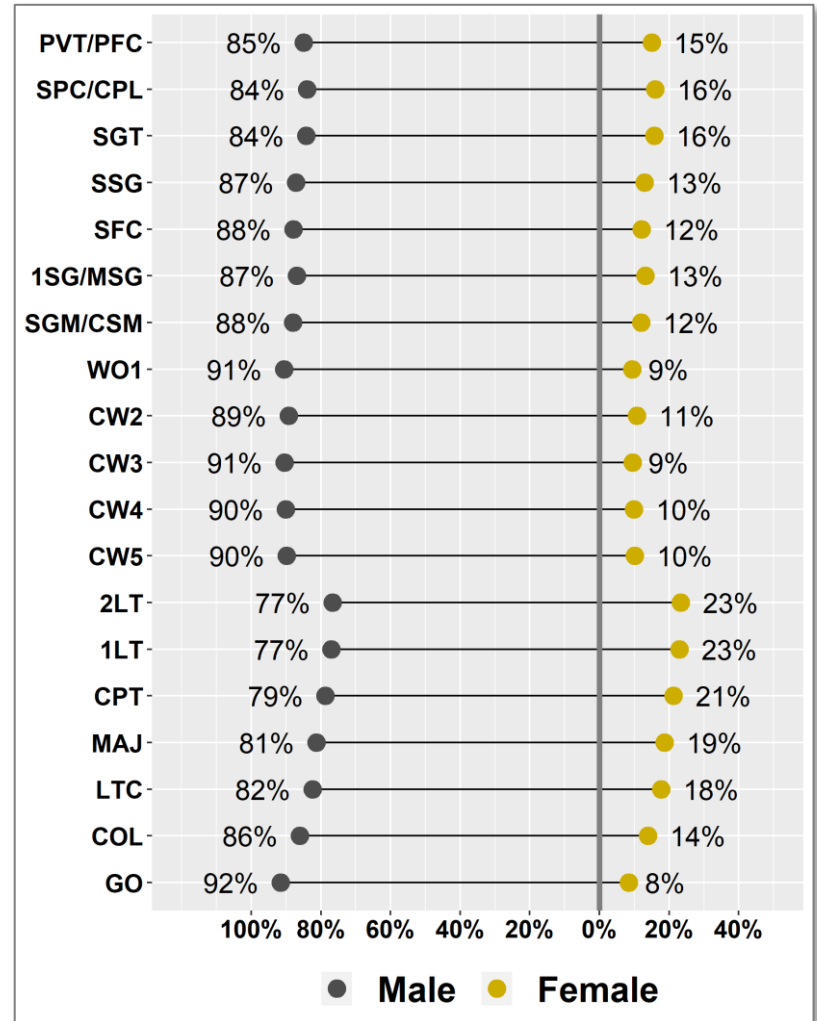 PVT/PFC 85% 15%
SPC/CPL 84% 16%
SGT 84% 16%
SSG 87% 13%
SFC 88% 12%
1SG/MSG 87% 13%
SGM/CSM 88% 12%
WO1 91% 9%
CW2 89% 11%
CW3 91% 9%
CW4 90% 10%
CW5 90% 10%
2LT 77% 23%
1LT 77% 23%
CPT 79% 21%
MAJ 81% 19%
LTC 82% 18%
COL 86% 14%
GO 92% 8%
100% 80% 60% 40% 20% 0% 20% 40%
Male Female